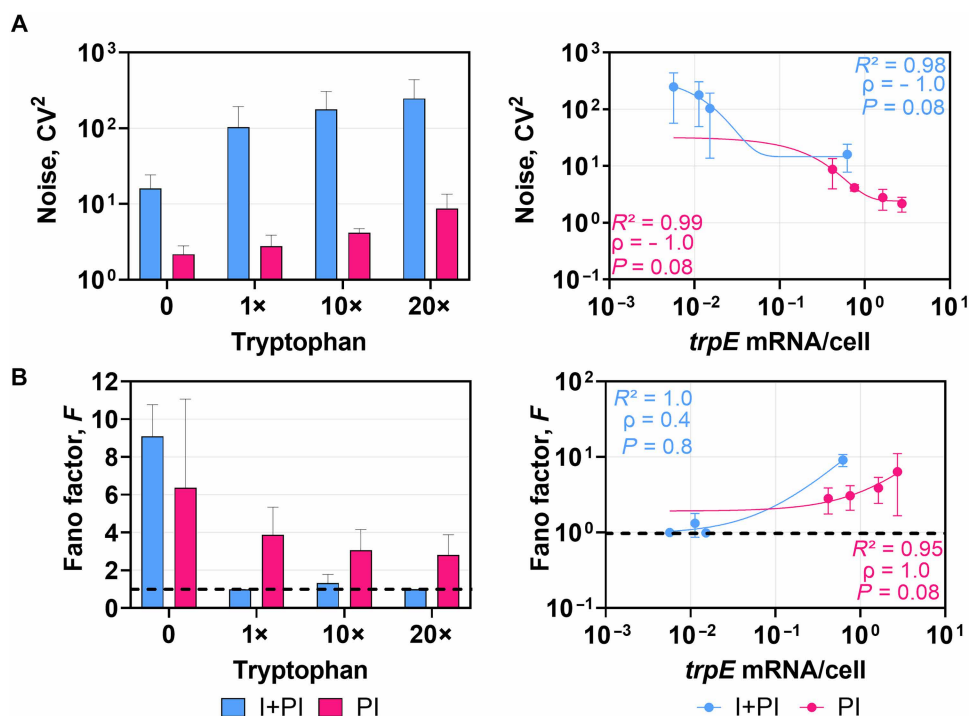 A
Noise, CV²
10³
10²
10¹
10⁰
0 1× 10× 20×
Tryptophan
Noise, CV²
10³
10²
10¹
10⁰
10⁻¹
R² = 0.98
ρ = - 1.0
P = 0.08
R² = 0.99
ρ = - 1.0
P = 0.08
10⁻³ 10⁻² 10⁻¹ 10⁰ 10¹
trpE mRNA/cell
B
Fano factor, F
12
10
8
6
4
2
0
0 1× 10× 20×
Tryptophan
I+PI PI
Fano factor, F
10²
10¹
10⁰
10⁻¹
R² = 1.0
ρ = 0.4
P = 0.8
R² = 0.95
ρ = 1.0
P = 0.08
10⁻³ 10⁻² 10⁻¹ 10⁰ 10¹
trpE mRNA/cell
I+PI PI